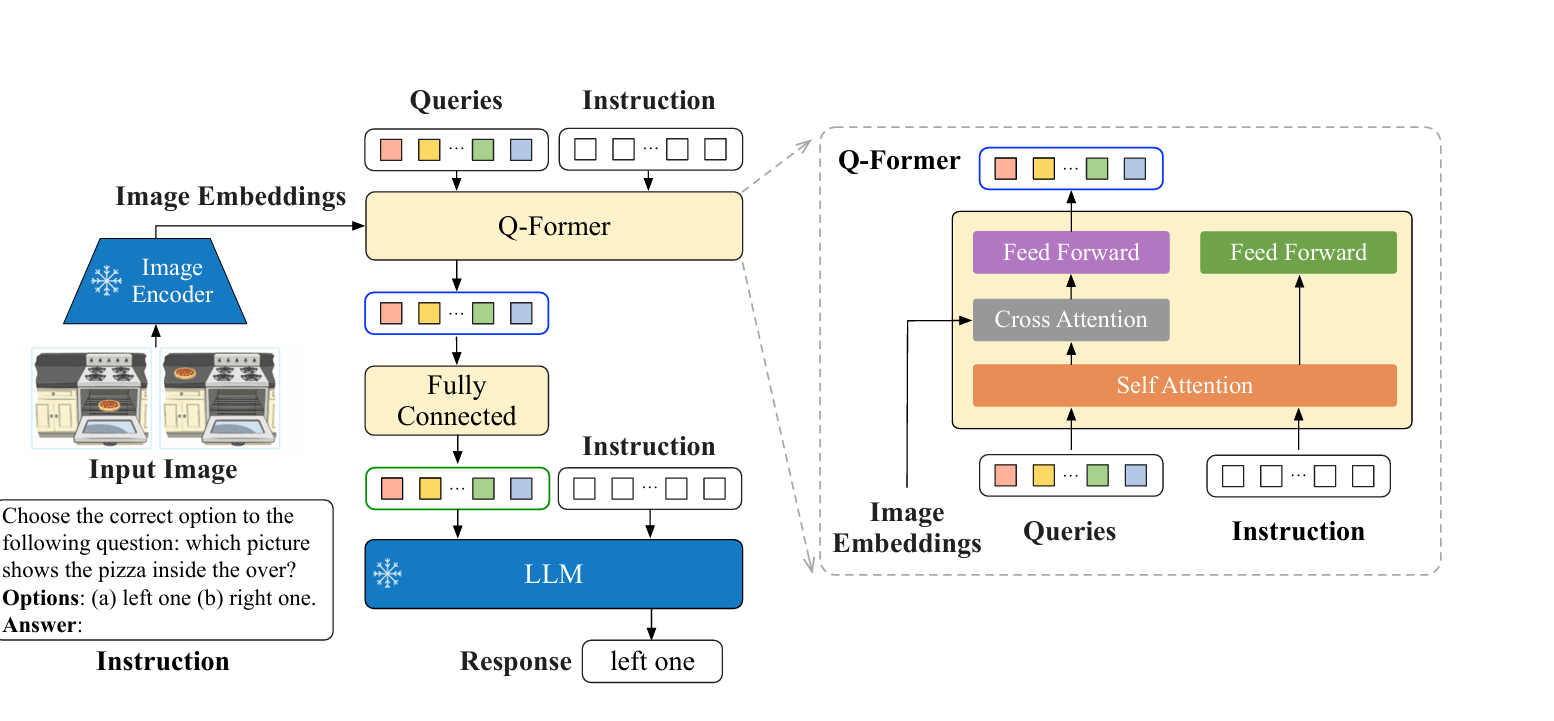 Queries
Instruction
Image Embeddings
Q-Former
Image
Encoder
Input Image
Choose the correct option to the
following question: which picture
shows the pizza inside the over?
Options: (a) left one (b) right one.
Answer:
Instruction
...
...
Q-Former
...
Fully
Connected
Instruction
...
...
LLM
Response
left one
...
Feed Forward
Feed Forward
Cross Attention
Self Attention
...
...
Image
Embeddings
Queries
Instruction